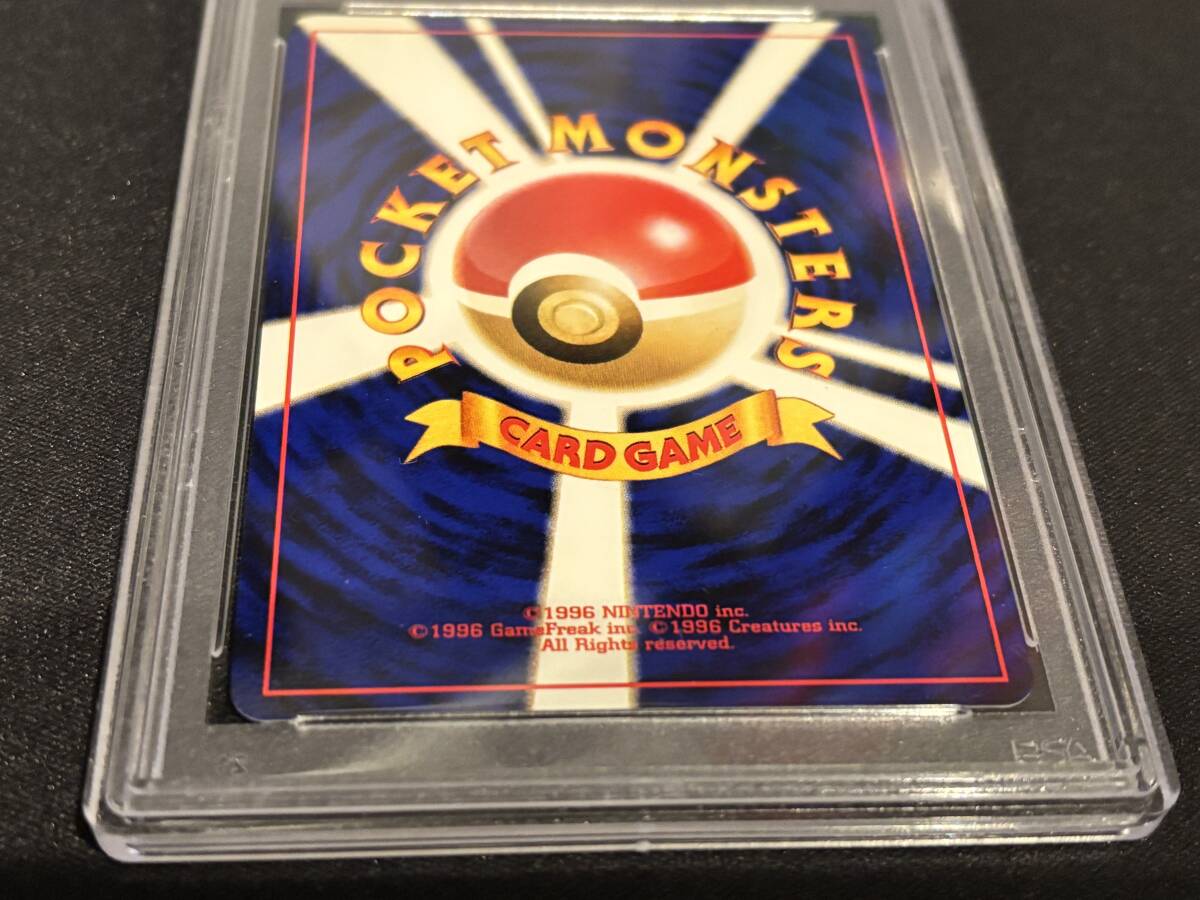 POCKET MONSTERS
CARD GAME
©1996 NINTENDO inc.
©1996 GameFreak inc. ©1996 Creatures inc.
All Rights reserved.
PSA